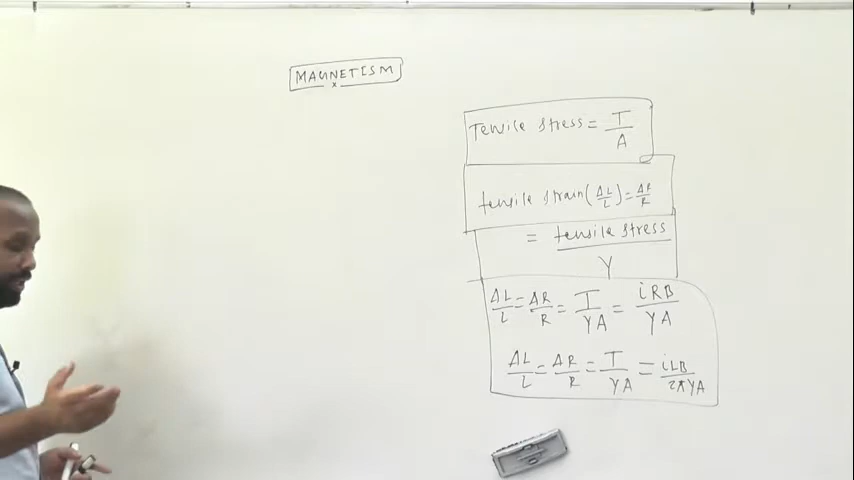 MAGNETISM
x
Tensile stress = T/A
tensile strain (ΔL/L) = ΔR/R
= tensile stress/Y
ΔL/L = ΔR/R = T/YA = iRB/YA
ΔL/L = ΔR/R = T/YA = iLB/2πYA